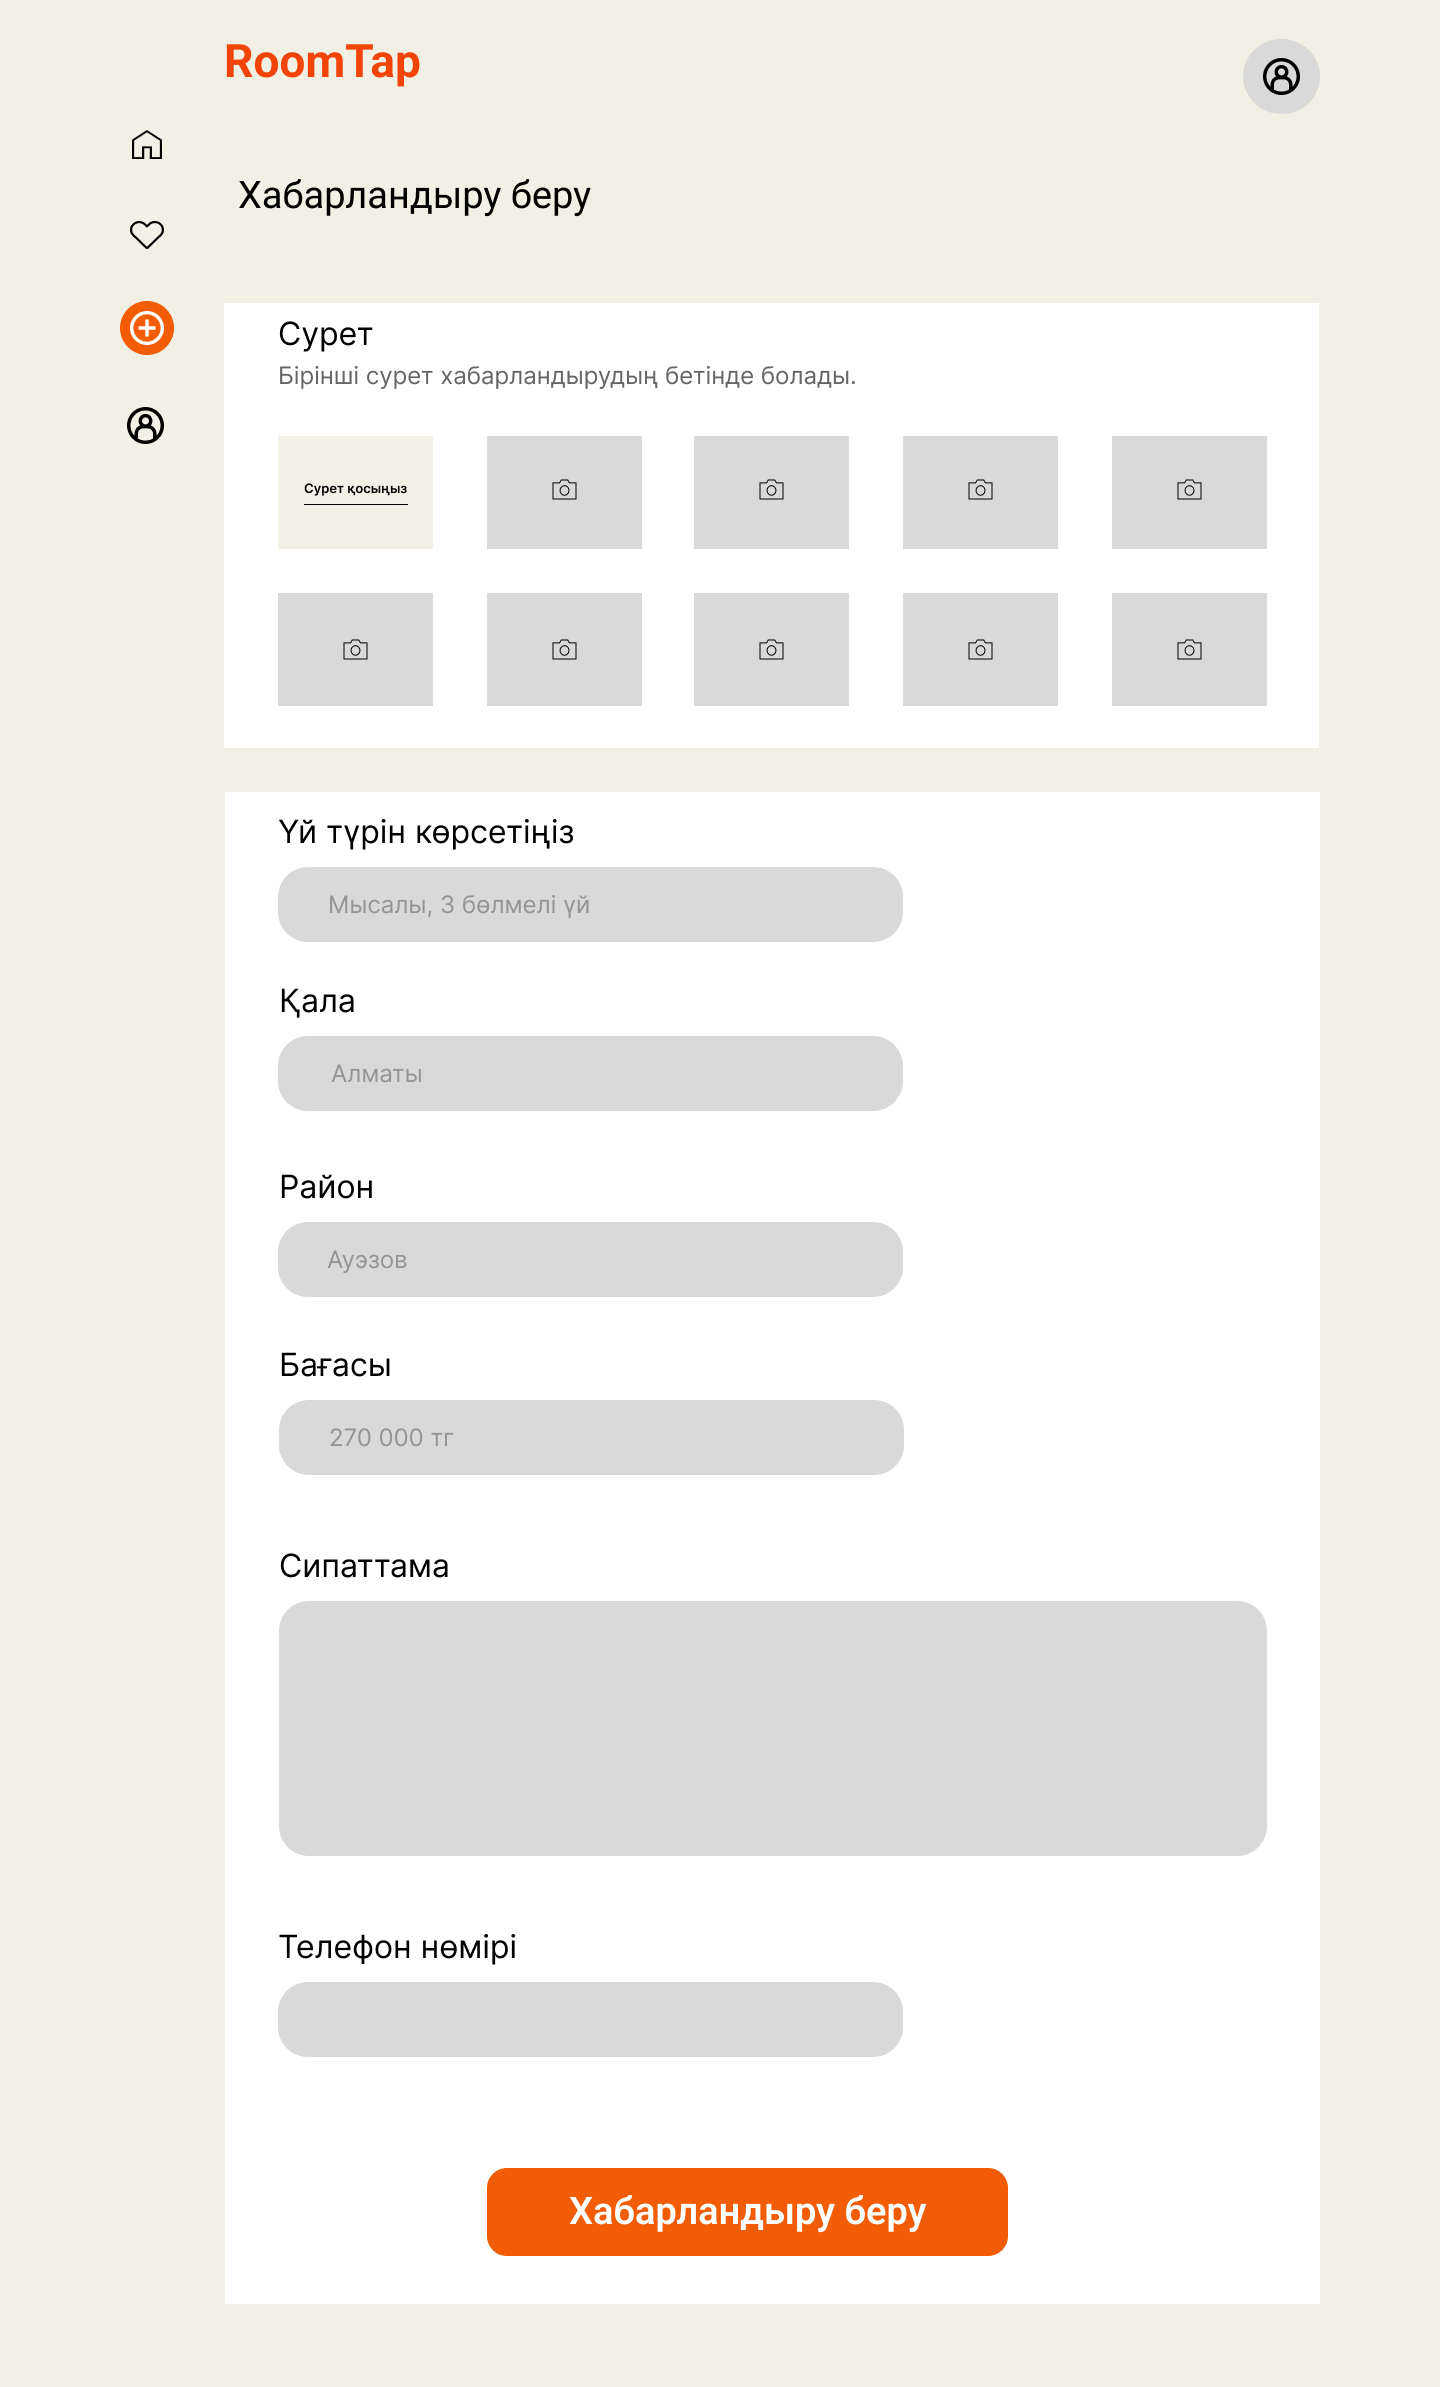 RoomTap
Хабарландыру беру
Сурет
Бірінші сурет хабарландырудың бетінде болады.
Сурет қосыңыз
Үй түрін көрсетіңіз
Мысалы, 3 бөлмелі үй
Қала
Алматы
Район
Ауэзов
Бағасы
270 000 тг
Сипаттама
Телефон нөмірі
Хабарландыру беру